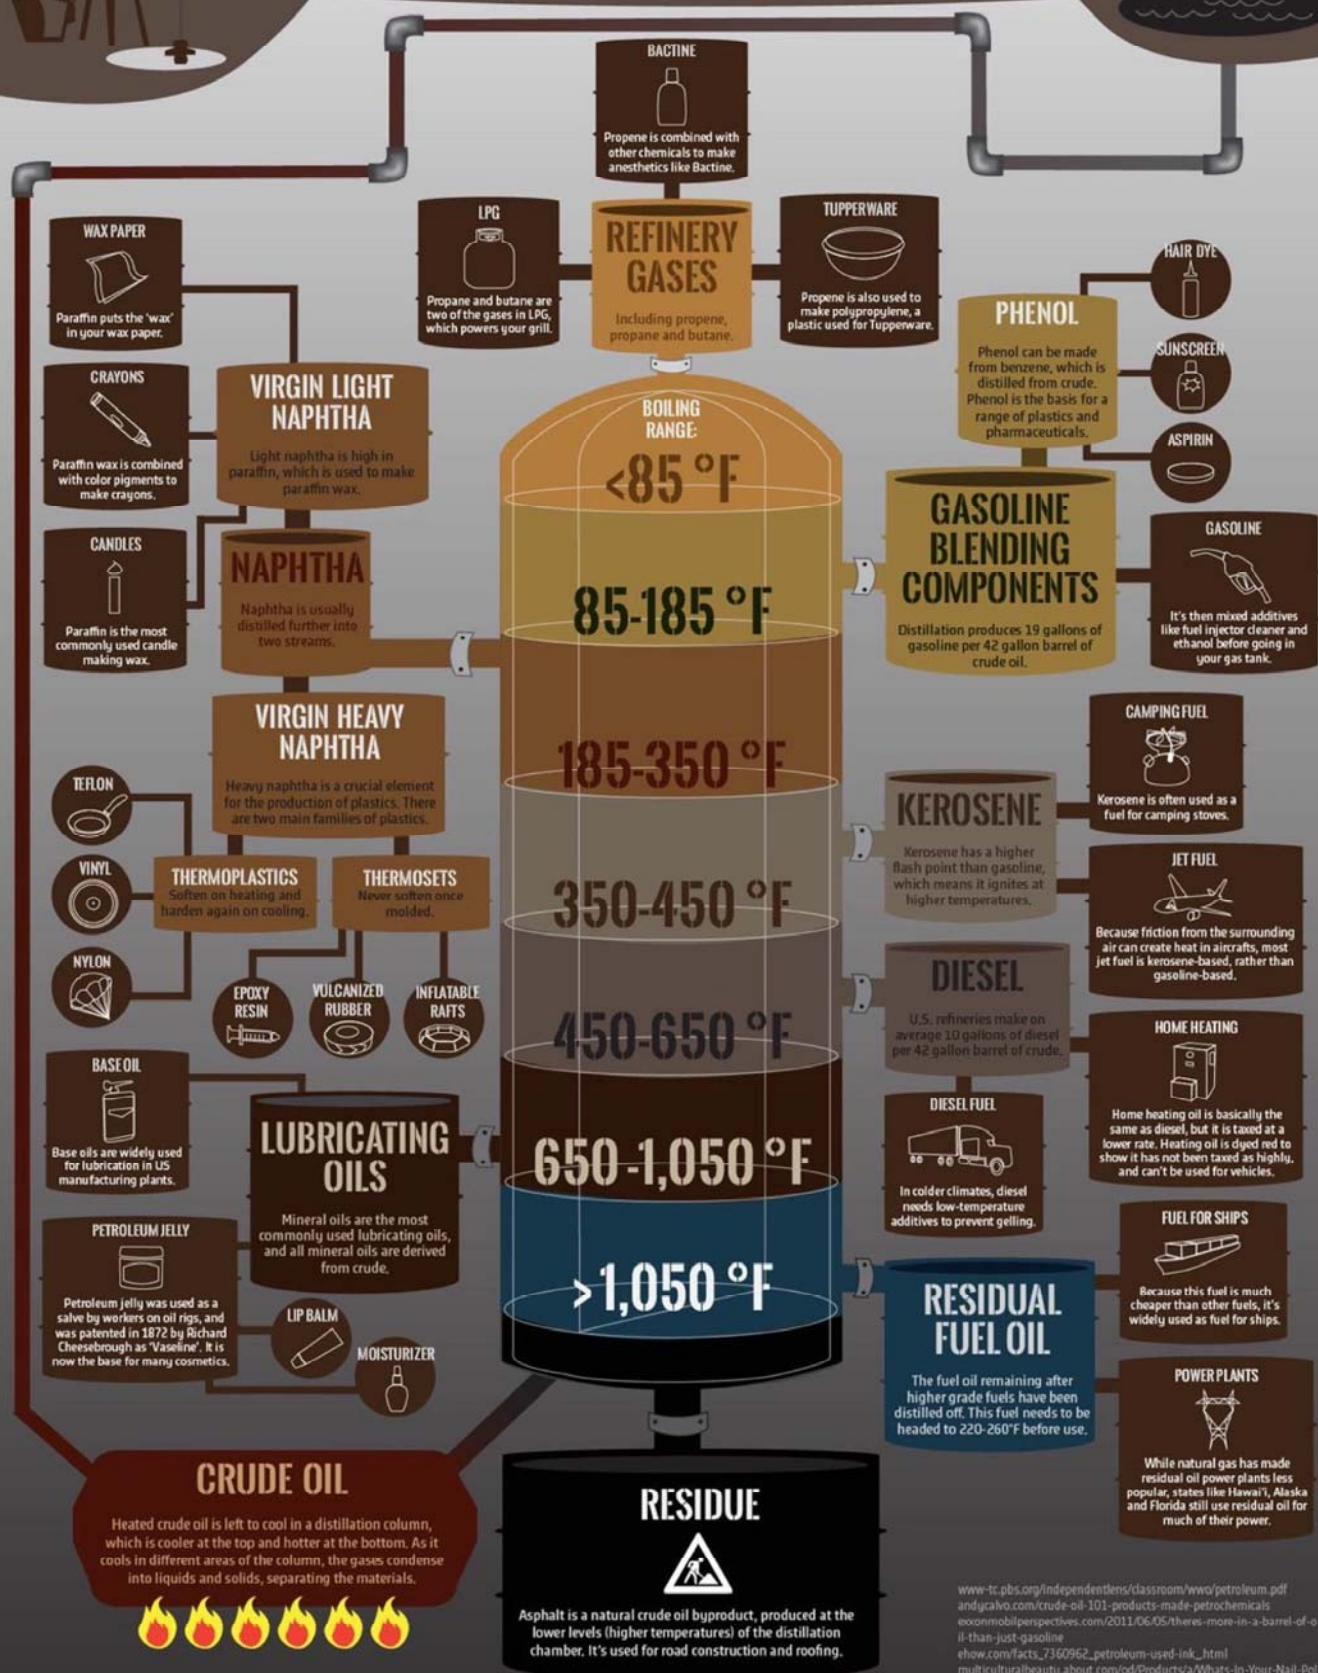 BACTINE
Propene is combined with
other chemicals to make
anesthetics like Bactine.
LPG
Propane and butane are
two of the gases in LPG,
which powers your grill.
REFINERY
GASES
Including propene,
propane and butane.
TUPPERWARE
Propene is also used to
make polypropylene, a
plastic used for Tupperware.
WAX PAPER
Paraffin puts the 'wax'
in your wax paper.
CRAYONS
Paraffin wax is combined
with color pigments to
make crayons.
CANDLES
Paraffin is the most
commonly used candle
making wax.
VIRGIN LIGHT
NAPHTHA
Light naphtha is high in
paraffin, which is used to make
paraffin wax.
NAPHTHA
Naphtha is usually
distilled further into
two streams.
VIRGIN HEAVY
NAPHTHA
Heavy naphtha is a crucial element
for the production of plastics. There
are two main families of plastics.
THERMOPLASTICS
Soften on heating and
harden again on cooling.
THERMOSETS
Never soften once
molded.
TEFLON
VINYL
NYLON
EPOXY
RESIN
VULCANIZED
RUBBER
INFLATABLE
RAFTS
BOILING
RANGE:
<85 °F
85-185 °F
185-350 °F
350-450 °F
450-650 °F
650-1,050 °F
>1,050 °F
PHENOL
Phenol can be made
from benzene, which is
distilled from crude.
Phenol is the basis for a
range of plastics and
pharmaceuticals.
HAIR DYE
SUNSCREEN
ASPIRIN
GASOLINE
BLENDING
COMPONENTS
Distillation produces 19 gallons of
gasoline per 42 gallon barrel of
crude oil.
GASOLINE
It's then mixed additives
like fuel injector cleaner and
ethanol before going in
your gas tank.
KEROSENE
Kerosene has a higher
flash point than gasoline,
which means it ignites at
higher temperatures.
CAMPING FUEL
Kerosene is often used as a
fuel for camping stoves.
JET FUEL
Because friction from the surrounding
air can create heat in aircrafts, most
jet fuel is kerosene-based, rather than
gasoline-based.
DIESEL
U.S. refineries make on
average 10 gallons of diesel
per 42 gallon barrel of crude.
DIESEL FUEL
In colder climates, diesel
needs low-temperature
additives to prevent gelling.
HOME HEATING
Home heating oil is basically the
same as diesel, but it is taxed at a
lower rate. Heating oil is dyed red to
show it has not been taxed as highly,
and can't be used for vehicles.
BASE OIL
Base oils are widely used
for lubrication in US
manufacturing plants.
LUBRICATING
OILS
Mineral oils are the most
commonly used lubricating oils,
and all mineral oils are derived
from crude.
PETROLEUM JELLY
Petroleum jelly was used as a
salve by workers on oil rigs, and
was patented in 1872 by Richard
Cheesebrough as 'Vaseline'. It is
now the base for many cosmetics.
LIP BALM
MOISTURIZER
RESIDUAL
FUEL OIL
The fuel oil remaining after
higher grade fuels have been
distilled off. This fuel needs to be
headed to 220-260°F before use.
FUEL FOR SHIPS
Because this fuel is much
cheaper than other fuels, it's
widely used as fuel for ships.
POWER PLANTS
While natural gas has made
residual oil power plants less
popular, states like Hawai'i, Alaska
and Florida still use residual oil for
much of their power.
CRUDE OIL
Heated crude oil is left to cool in a distillation column,
which is cooler at the top and hotter at the bottom. As it
cools in different areas of the column, the gases condense
into liquids and solids, separating the materials.
RESIDUE
Asphalt is a natural crude oil byproduct, produced at the
lower levels (higher temperatures) of the distillation
chamber. It's used for road construction and roofing.
www-tc.pbs.org/independentlens/classroom/wwo/petroleum.pdf
andycalvo.com/crude-oil-101-products-made-petrochemicals
exxonmobilperspectives.com/2011/06/05/theres-more-in-a-barrel-of-o
il-than-just-gasoline
ehow.com/facts_7360962_petroleum-used-ink_.html
multiculturalbeauty.about.com/od/Products/a/Whats-In-Your-Nail-Pol